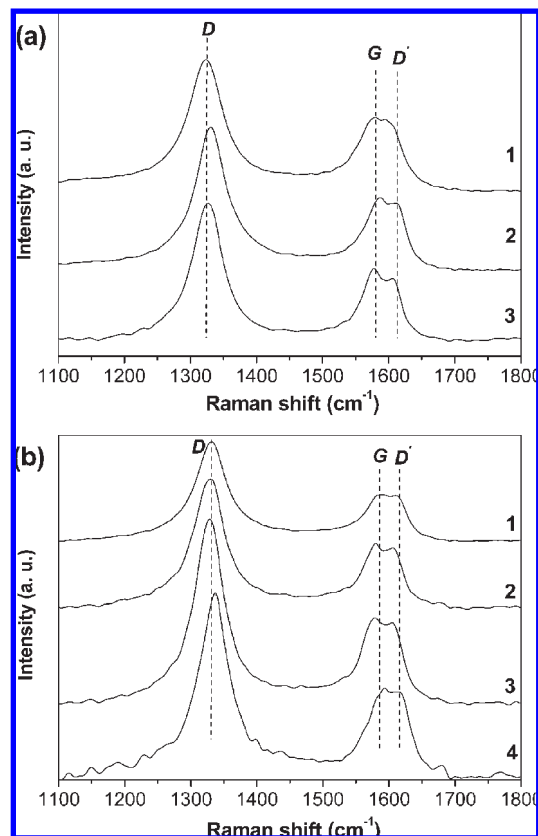 (a)
D
G
D'
1
2
3
Intensity (a. u.)
1100 1200 1300 1400 1500 1600 1700 1800
Raman shift (cm⁻¹)
(b)
D
G
D'
1
2
3
4
Intensity (a. u.)
1100 1200 1300 1400 1500 1600 1700 1800
Raman shift (cm⁻¹)